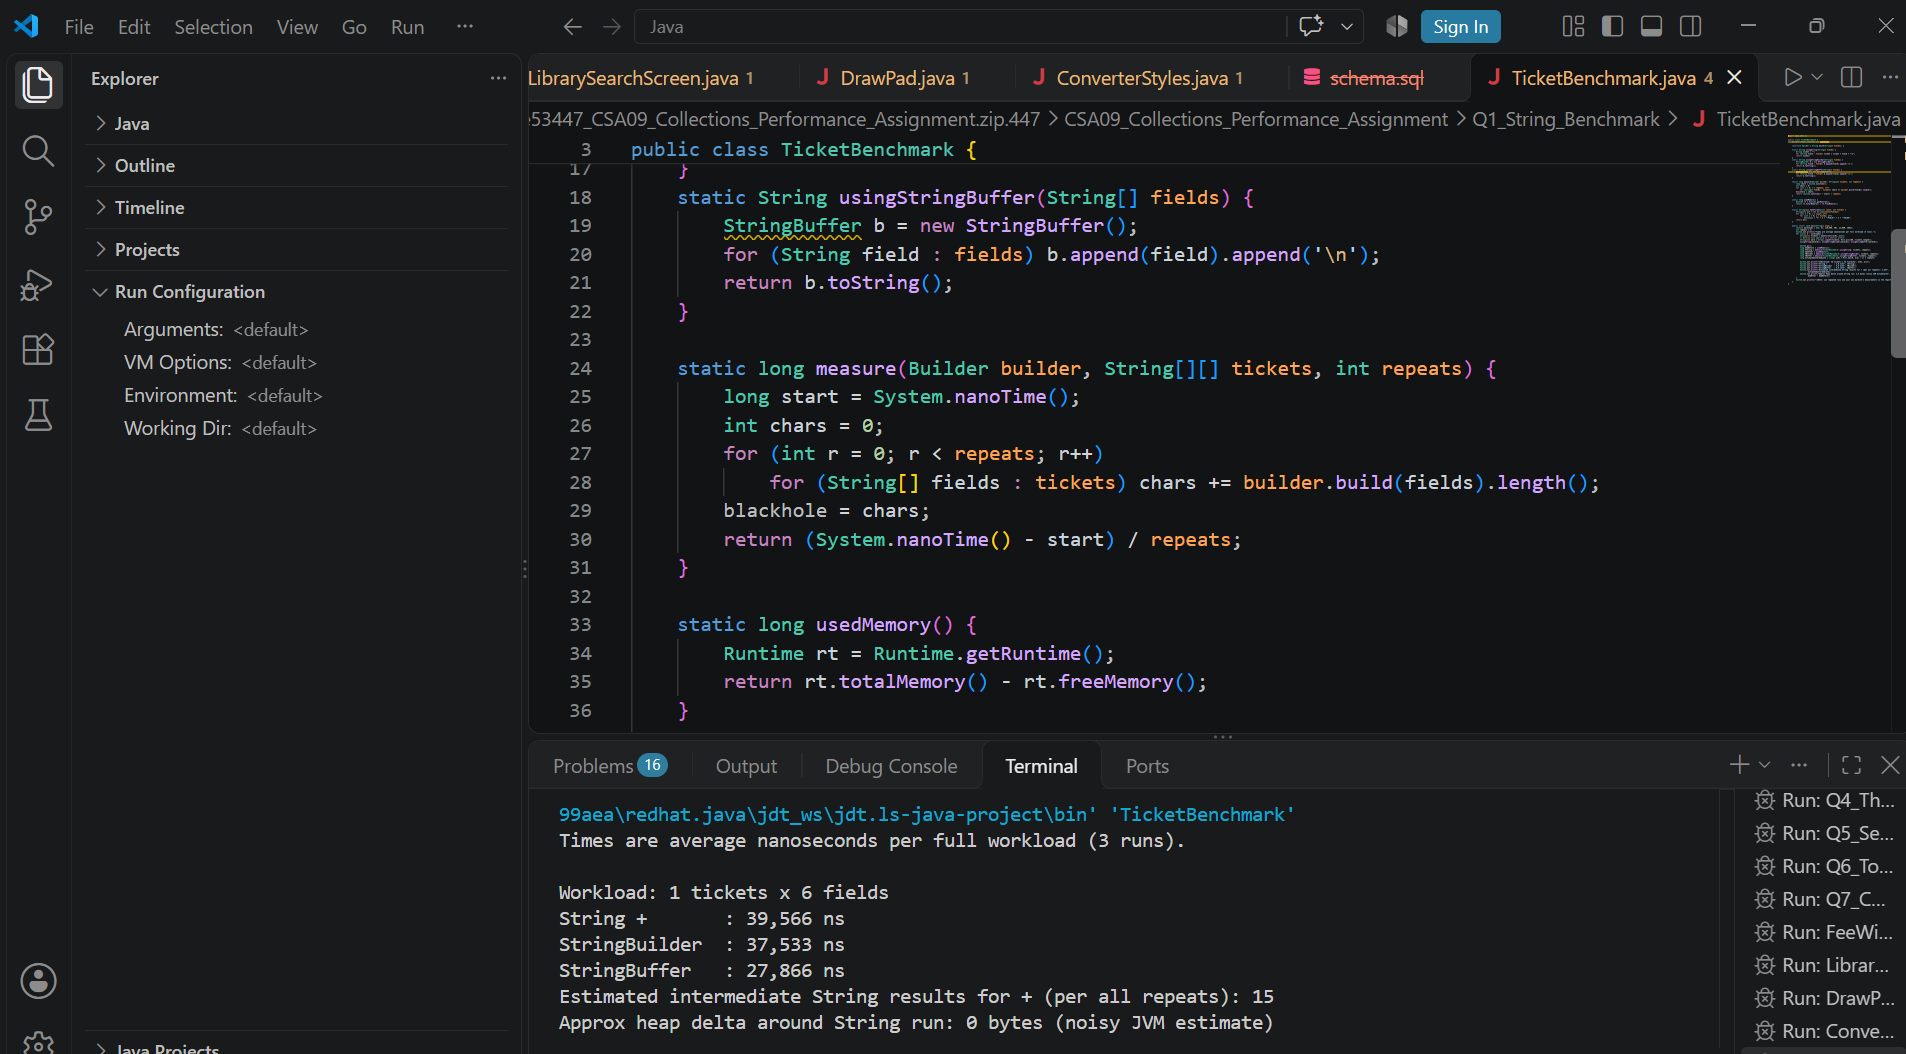 File Edit Selection View Go Run ···
Java
Sign In
Explorer
Java
Outline
Timeline
Projects
Run Configuration
Arguments: <default>
VM Options: <default>
Environment: <default>
Working Dir: <default>
Java Projects
LibrarySearchScreen.java 1
DrawPad.java 1
ConverterStyles.java 1
schema.sql
TicketBenchmark.java 4
e53447_CSA09_Collections_Performance_Assignment.zip.447 > CSA09_Collections_Performance_Assignment > Q1_String_Benchmark > TicketBenchmark.java
3 public class TicketBenchmark {
17 }
18 static String usingStringBuffer(String[] fields) {
19 StringBuffer b = new StringBuffer();
20 for (String field : fields) b.append(field).append('\n');
21 return b.toString();
22 }
23
24 static long measure(Builder builder, String[][] tickets, int repeats) {
25 long start = System.nanoTime();
26 int chars = 0;
27 for (int r = 0; r < repeats; r++)
28 for (String[] fields : tickets) chars += builder.build(fields).length();
29 blackhole = chars;
30 return (System.nanoTime() - start) / repeats;
31 }
32
33 static long usedMemory() {
34 Runtime rt = Runtime.getRuntime();
35 return rt.totalMemory() - rt.freeMemory();
36 }
Problems 16 Output Debug Console Terminal Ports
99aea\redhat.java\jdt_ws\jdt.ls-java-project\bin' 'TicketBenchmark'
Times are average nanoseconds per full workload (3 runs).
Workload: 1 tickets x 6 fields
String + : 39,566 ns
StringBuilder : 37,533 ns
StringBuffer : 27,866 ns
Estimated intermediate String results for + (per all repeats): 15
Approx heap delta around String run: 0 bytes (noisy JVM estimate)
Run: Q4_Th...
Run: Q5_Se...
Run: Q6_To...
Run: Q7_C...
Run: FeeWi...
Run: Librar...
Run: DrawP...
Run: Conve...